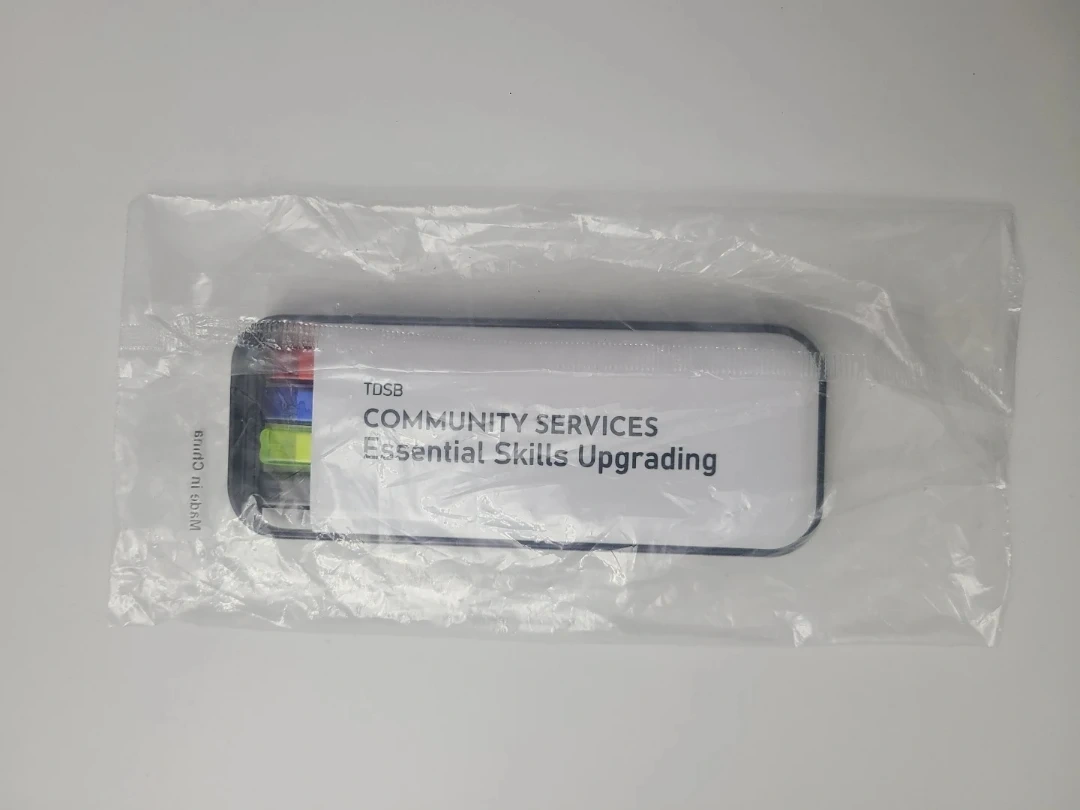 TDSB
COMMUNITY SERVICES
Essential Skills Upgrading
Made in China